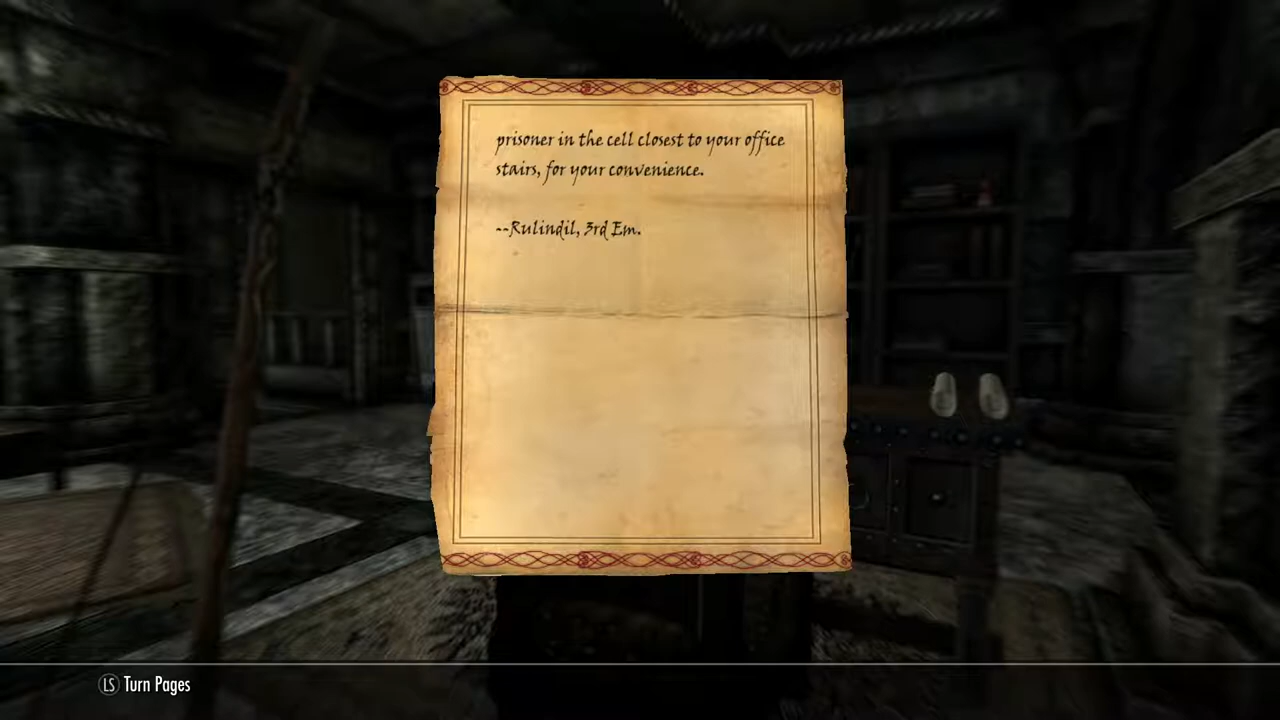 prisoner in the cell closest to your office
stairs, for your convenience.
--Rulindil, 3rd Em.
LS Turn Pages